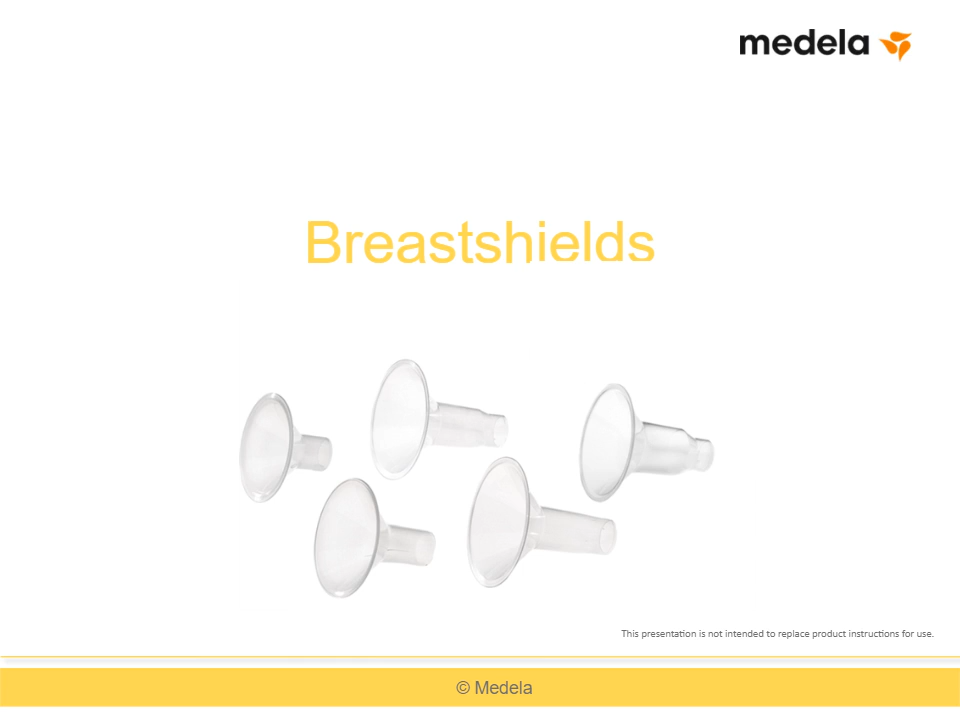 medela
Breastshields
This presentation is not intended to replace product instructions for use.
© Medela